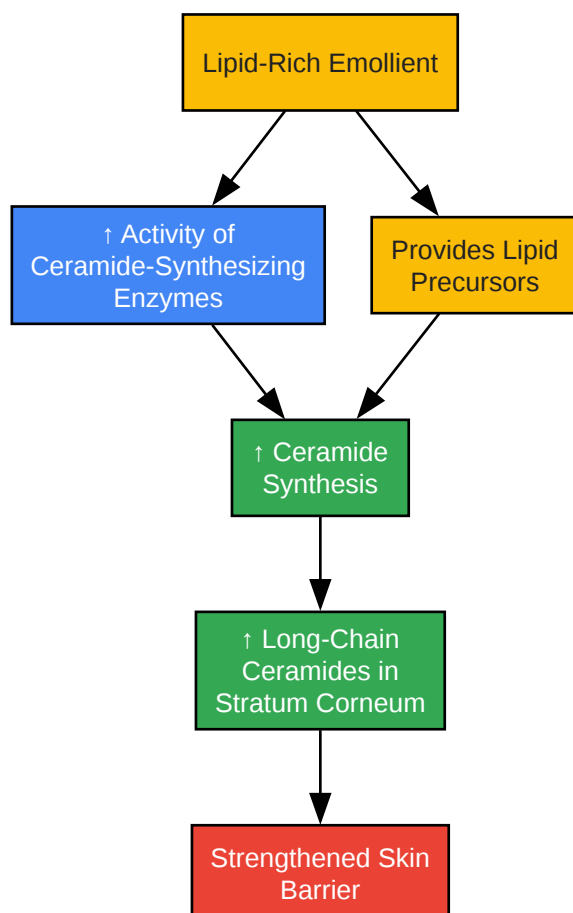 Lipid-Rich Emollient
↑ Activity of
Ceramide-Synthesizing
Enzymes
Provides Lipid
Precursors
↑ Ceramide
Synthesis
↑ Long-Chain
Ceramides in
Stratum Corneum
Strengthened Skin
Barrier